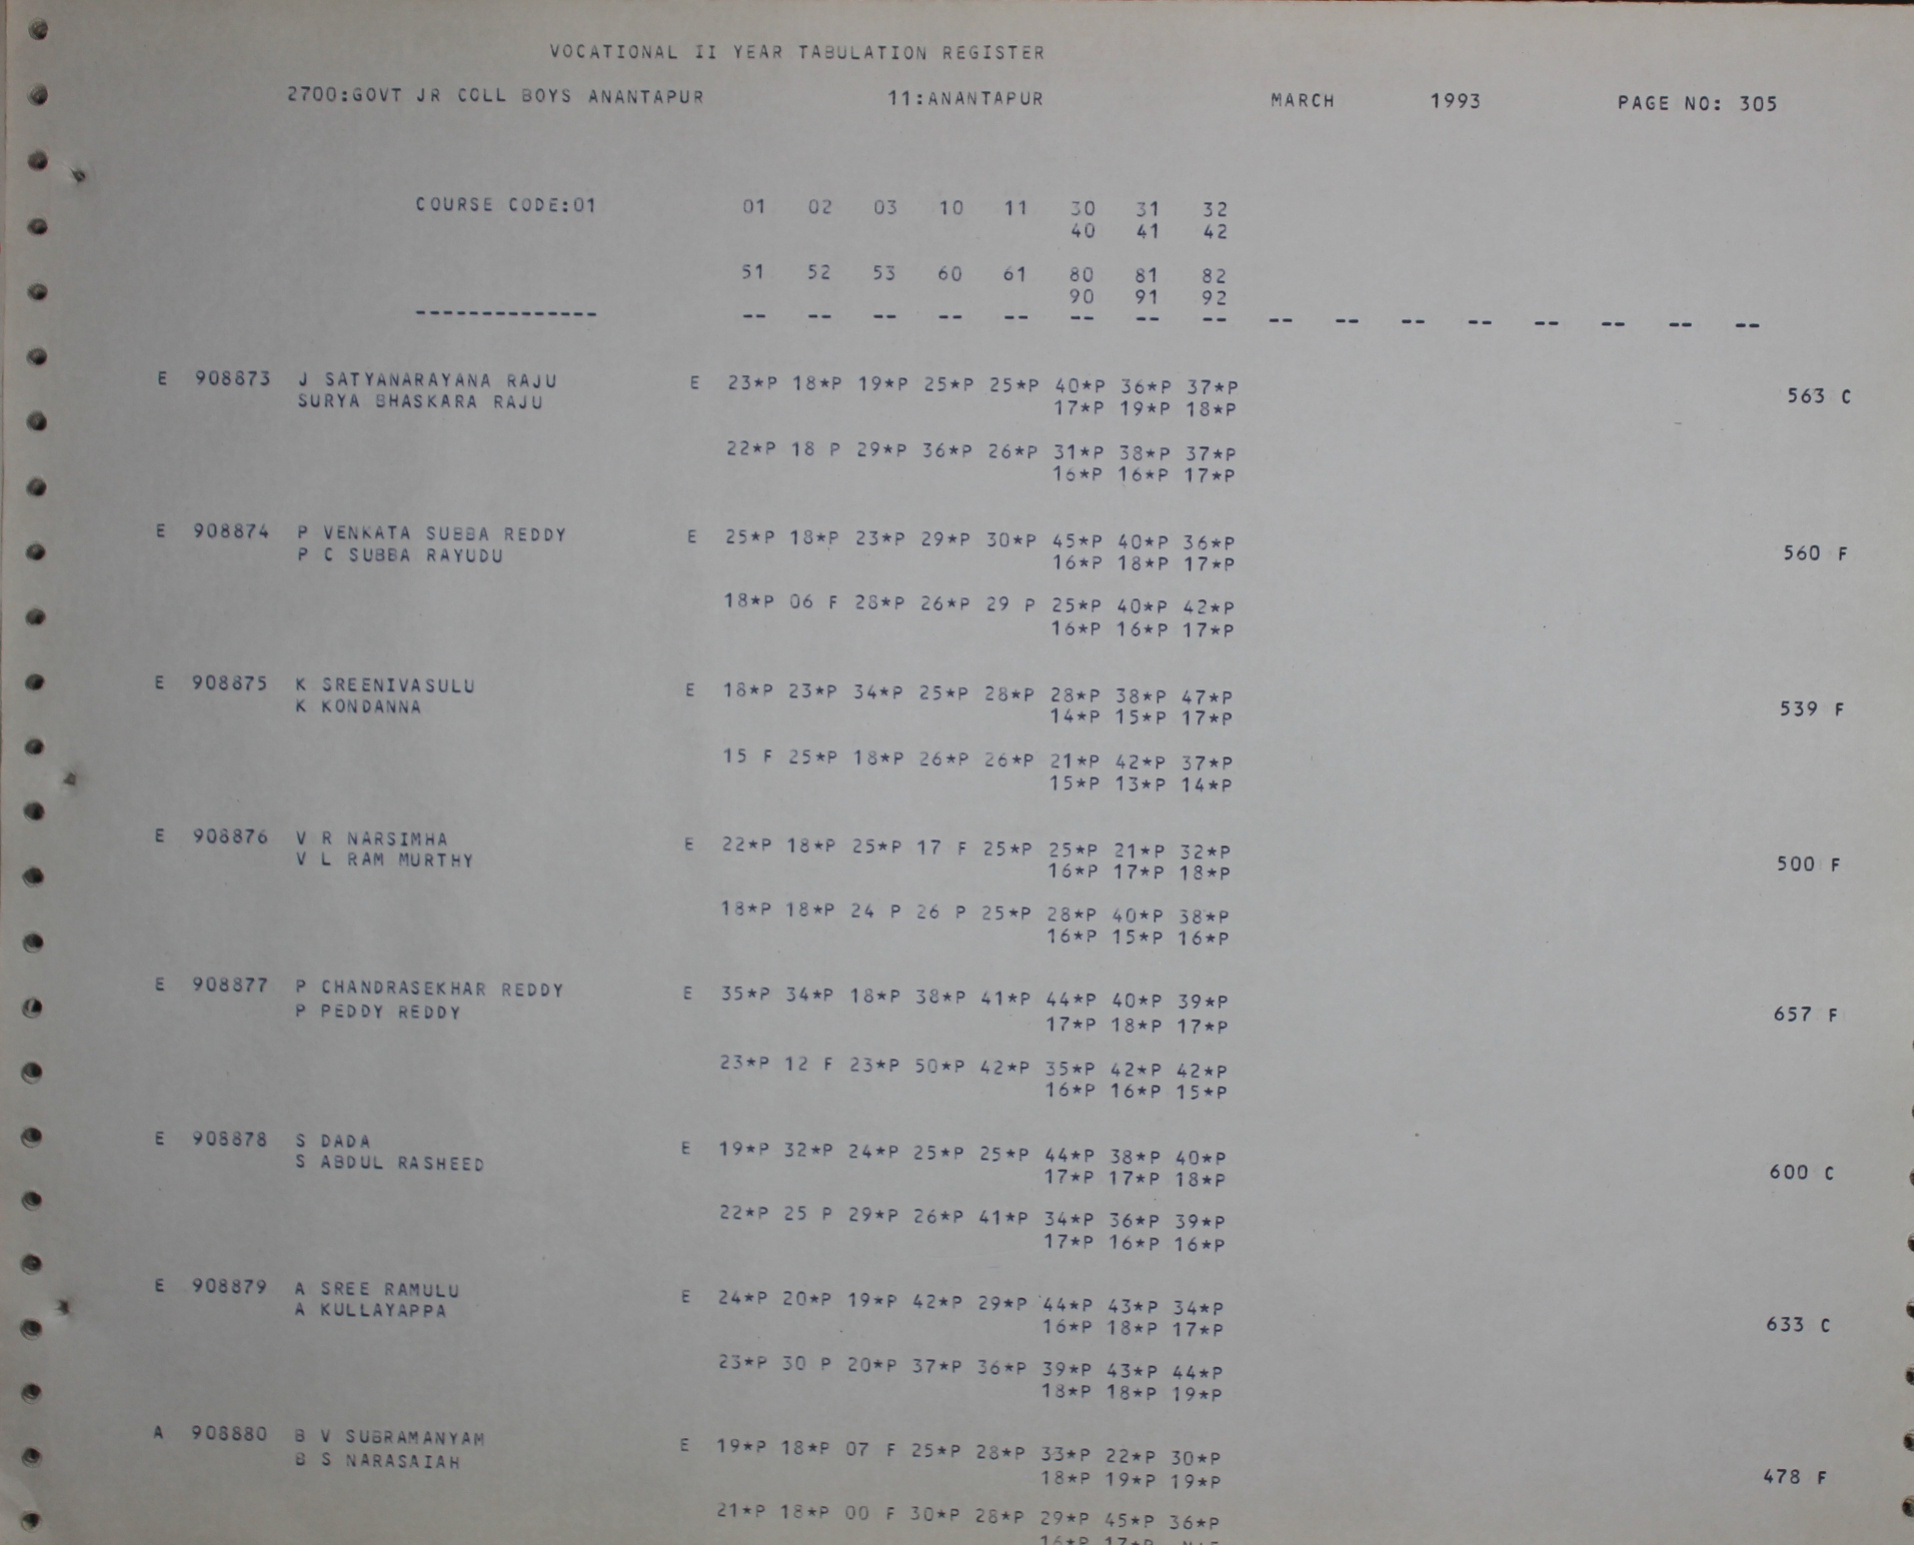 VOCATIONAL II YEAR TABULATION REGISTER
2700:GOVT JR COLL BOYS ANANTAPUR 11:ANANTAPUR MARCH 1993 PAGE NO: 305
COURSE CODE:01 01 02 03 10 11 30 31 32
40 41 42
51 52 53 60 61 80 81 82
90 91 92
-------------- -- -- -- -- -- -- -- -- -- -- -- -- -- -- -- --
E 908873 J SATYANARAYANA RAJU E 23*P 18*P 19*P 25*P 25*P 40*P 36*P 37*P
SURYA BHASKARA RAJU 17*P 19*P 18*P 563 C
22*P 18 P 29*P 36*P 26*P 31*P 38*P 37*P
16*P 16*P 17*P
E 908874 P VENKATA SUBBA REDDY E 25*P 18*P 23*P 29*P 30*P 45*P 40*P 36*P
P C SUBBA RAYUDU 16*P 18*P 17*P 560 F
18*P 06 F 28*P 26*P 29 P 25*P 40*P 42*P
16*P 16*P 17*P
E 908875 K SREENIVASULU E 18*P 23*P 34*P 25*P 28*P 28*P 38*P 47*P
K KONDANNA 14*P 15*P 17*P 539 F
15 F 25*P 18*P 26*P 26*P 21*P 42*P 37*P
15*P 13*P 14*P
E 908876 V R NARSIMHA E 22*P 18*P 25*P 17 F 25*P 25*P 21*P 32*P
V L RAM MURTHY 16*P 17*P 18*P 500 F
18*P 18*P 24 P 26 P 25*P 28*P 40*P 38*P
16*P 15*P 16*P
E 908877 P CHANDRASEKHAR REDDY E 35*P 34*P 18*P 38*P 41*P 44*P 40*P 39*P
P PEDDY REDDY 17*P 18*P 17*P 657 F
23*P 12 F 23*P 50*P 42*P 35*P 42*P 42*P
16*P 16*P 15*P
E 908878 S DADA E 19*P 32*P 24*P 25*P 25*P 44*P 38*P 40*P
S ABDUL RASHEED 17*P 17*P 18*P 600 C
22*P 25 P 29*P 26*P 41*P 34*P 36*P 39*P
17*P 16*P 16*P
E 908879 A SREE RAMULU E 24*P 20*P 19*P 42*P 29*P 44*P 43*P 34*P
A KULLAYAPPA 16*P 18*P 17*P 633 C
23*P 30 P 20*P 37*P 36*P 39*P 43*P 44*P
18*P 18*P 19*P
A 908880 B V SUBRAMANYAM E 19*P 18*P 07 F 25*P 28*P 33*P 22*P 30*P
B S NARASAIAH 18*P 19*P 19*P 478 F
21*P 18*P 00 F 30*P 28*P 29*P 45*P 36*P
16*P 17*P